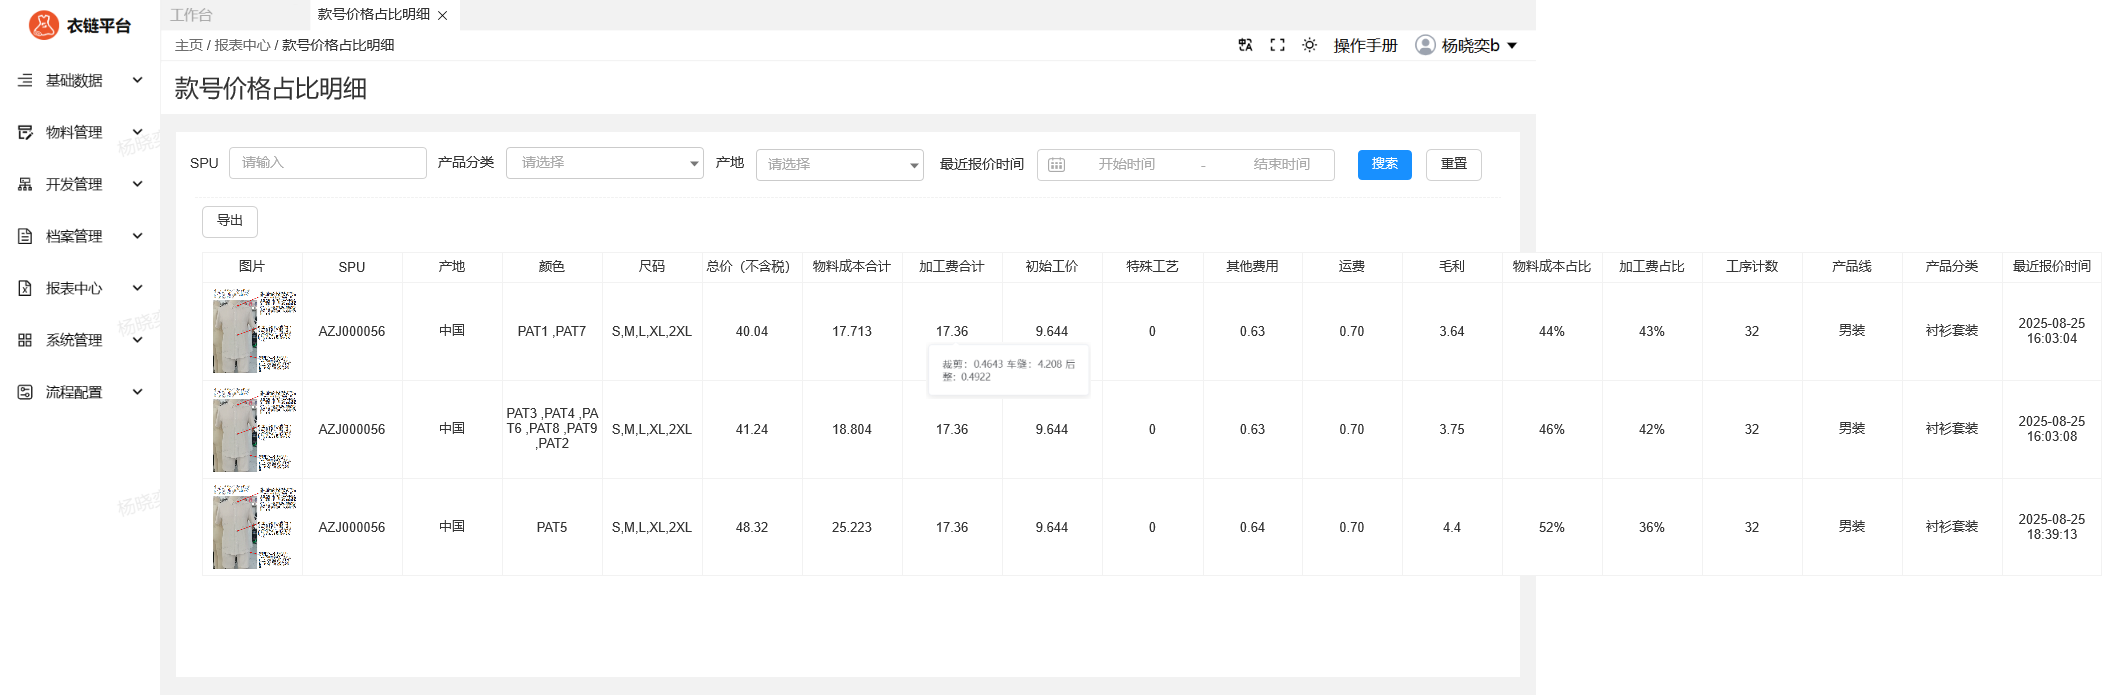 衣链平台
工作台
款号价格占比明细
主页 / 报表中心 / 款号价格占比明细
操作手册
杨晓奕b
款号价格占比明细
基础数据
物料管理
开发管理
档案管理
报表中心
系统管理
流程配置
SPU 请输入 产品分类 请选择 产地 请选择 最近报价时间 开始时间 - 结束时间 搜索 重置
导出
图片 SPU 产地 颜色 尺码 总价（不含税） 物料成本合计 加工费合计 初始工价 特殊工艺 其他费用 运费 毛利 物料成本占比 加工费占比 工序计数 产品线 产品分类 最近报价时间
AZJ000056 中国 PAT1 ,PAT7 S,M,L,XL,2XL 40.04 17.713 17.36 9.644 0 0.63 0.70 3.64 44% 43% 32 男装 衬衫套装 2025-08-25
16:03:04
裁剪：0.4643 车缝：4.208 后
整：0.4922
AZJ000056 中国 PAT3 ,PAT4 ,PA
T6 ,PAT8 ,PAT9
,PAT2 S,M,L,XL,2XL 41.24 18.804 17.36 9.644 0 0.63 0.70 3.75 46% 42% 32 男装 衬衫套装 2025-08-25
16:03:08
AZJ000056 中国 PAT5 S,M,L,XL,2XL 48.32 25.223 17.36 9.644 0 0.64 0.70 4.4 52% 36% 32 男装 衬衫套装 2025-08-25
18:39:13